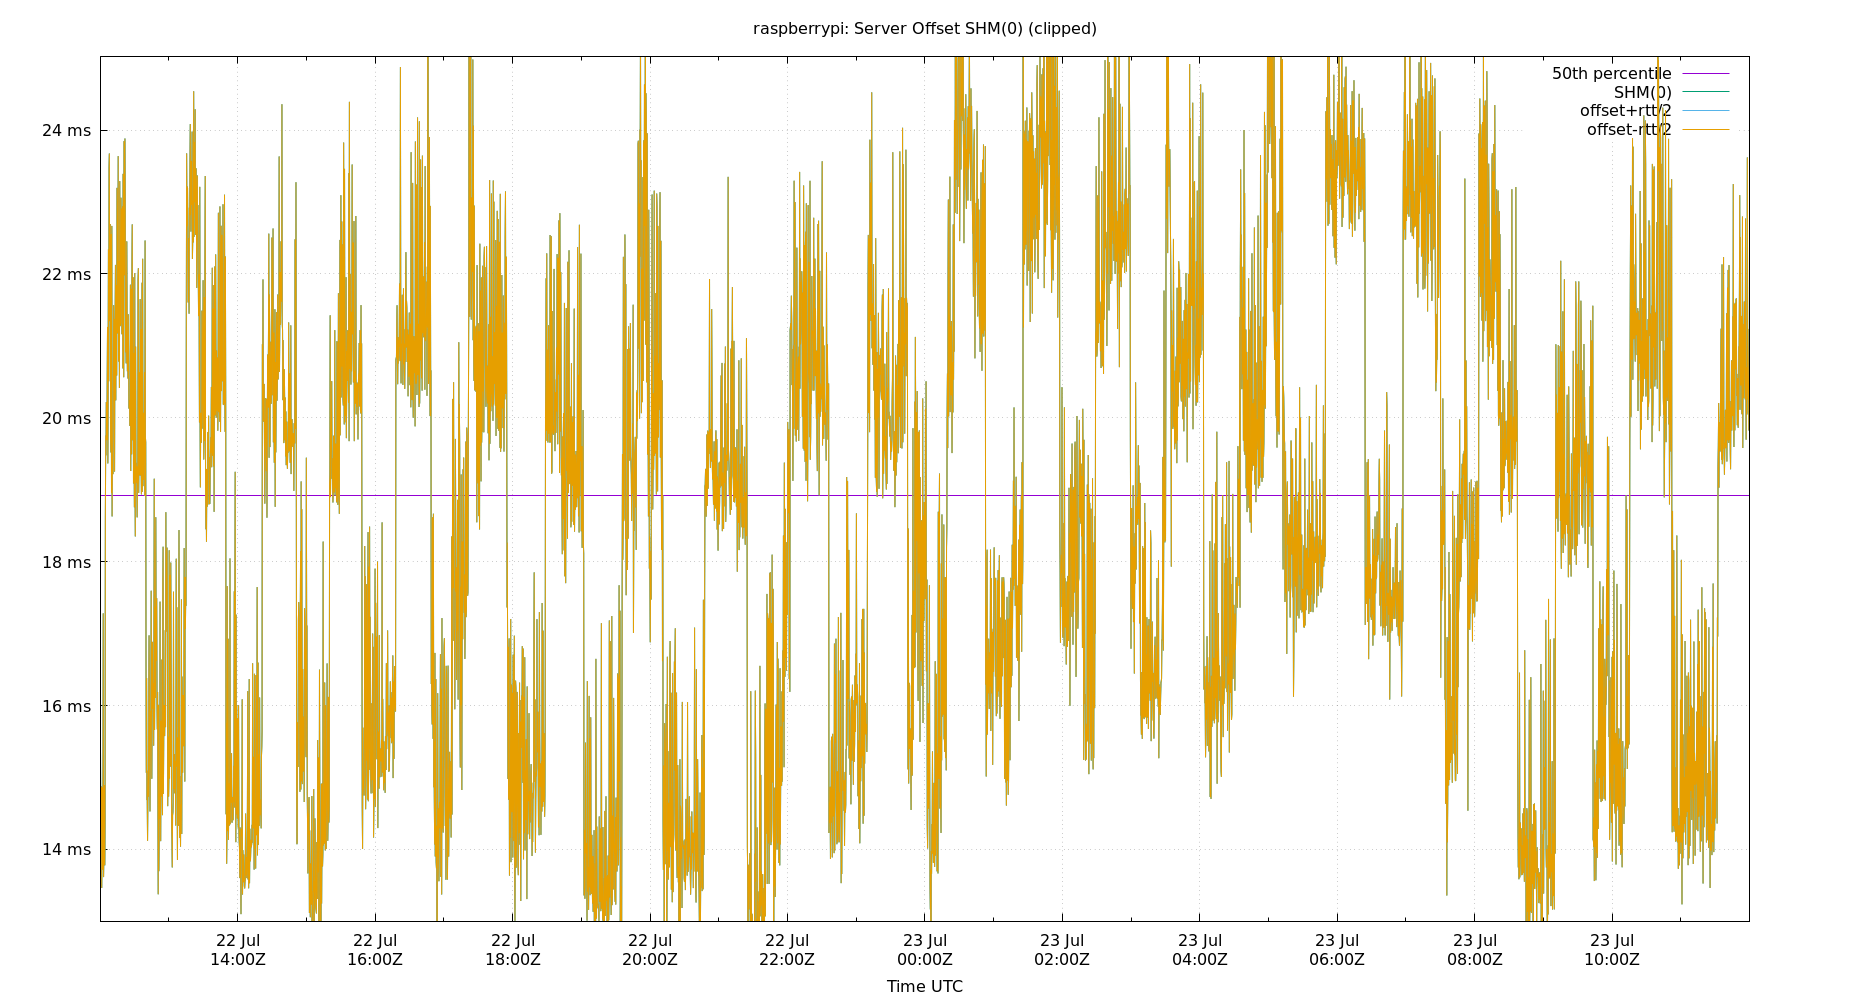 raspberrypi: Server Offset SHM(0) (clipped)
50th percentile
SHM(0)
offset+rtt/2
offset-rtt/2
24 ms
22 ms
20 ms
18 ms
16 ms
14 ms
22 Jul 22 Jul 22 Jul 22 Jul 22 Jul 23 Jul 23 Jul 23 Jul 23 Jul 23 Jul 23 Jul
14:00Z 16:00Z 18:00Z 20:00Z 22:00Z 00:00Z 02:00Z 04:00Z 06:00Z 08:00Z 10:00Z
Time UTC